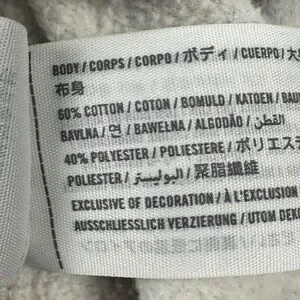 BODY / CORPS / CORPO / ボディ / CUERPO / 大
布身
60% COTTON / COTON / BOMULD / KATOEN / BAU
BAVLNA / 면 / BAWEŁNA / ALGODÃO / القطن /
40% POLYESTER / POLIESTERE / ポリエステ
POLIESTER / البوليستر / 聚脂纖維
EXCLUSIVE OF DECORATION / À L'EXCLUSION
AUSSCHLIESSLICH VERZIERUNG / UTOM DEKO